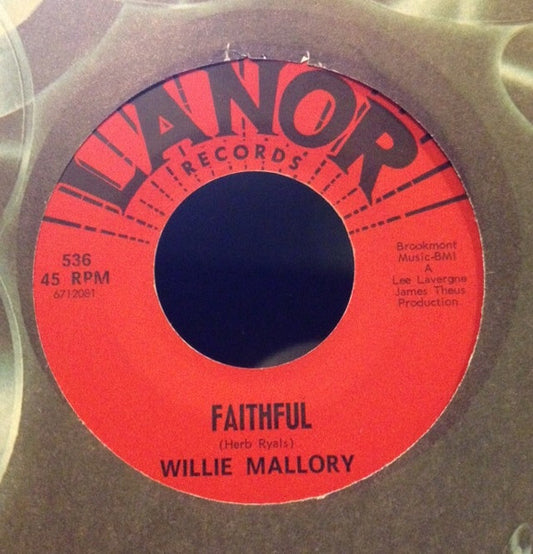 LANOR
RECORDS
536
45 RPM
6712081
Brookmont
Music-BMI
A
Lee Lavergne
James Theus
Production
FAITHFUL
(Herb Ryals)
WILLIE MALLORY